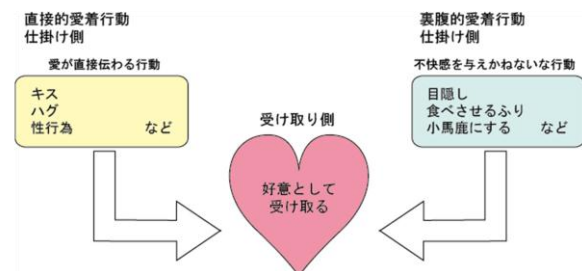 直接的愛着行動
仕掛け側
愛が直接伝わる行動
キス
ハグ
性行為 など
受け取り側
好意として
受け取る
裏腹的愛着行動
仕掛け側
不快感を与えかねないな行動
目隠し
食べさせるふり
小馬鹿にする など